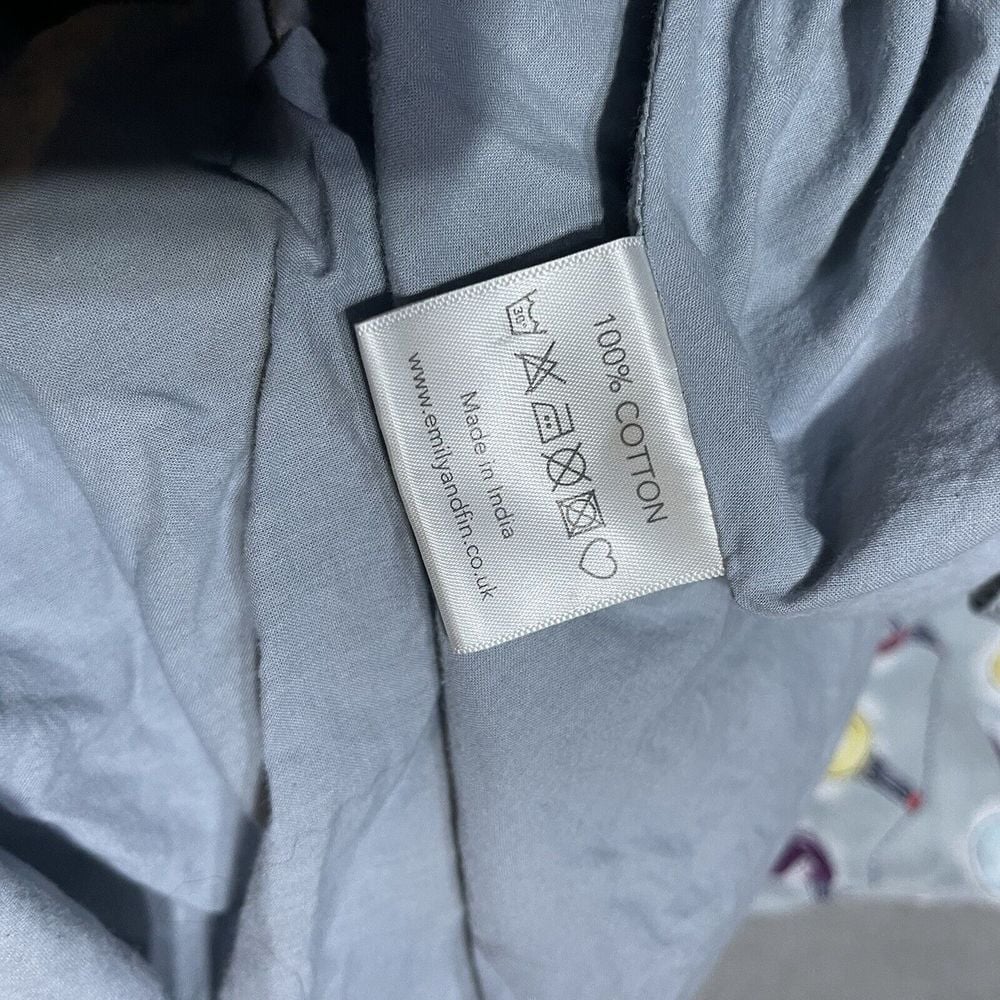 100% COTTON
30°
Made in India
www.emilyandfin.co.uk